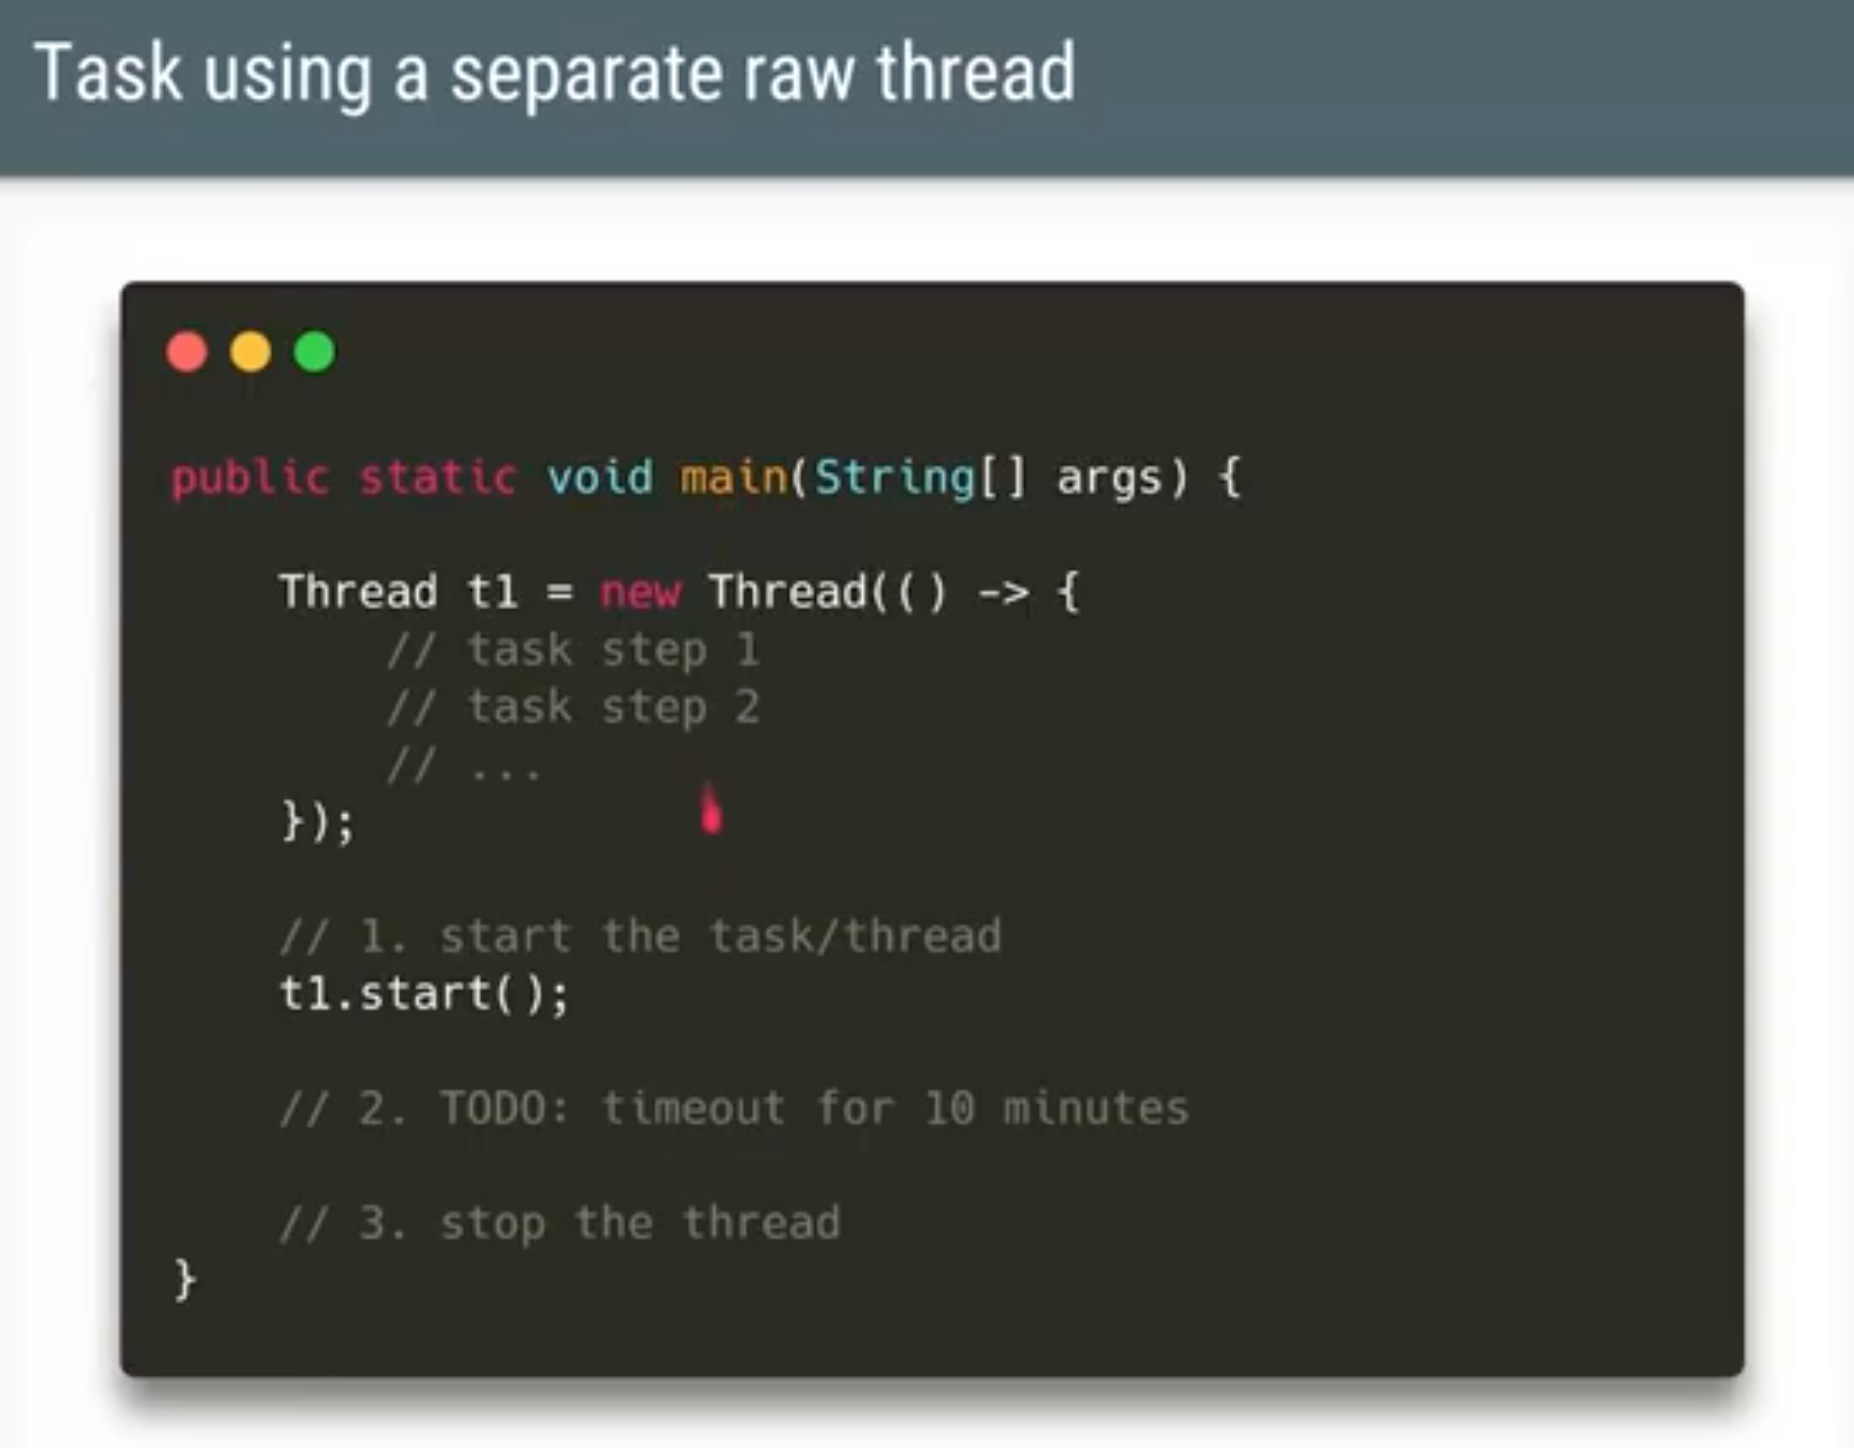 Task using a separate raw thread
public static void main(String[] args) {
Thread t1 = new Thread(() -> {
// task step 1
// task step 2
// ...
});
// 1. start the task/thread
t1.start();
// 2. TODO: timeout for 10 minutes
// 3. stop the thread
}